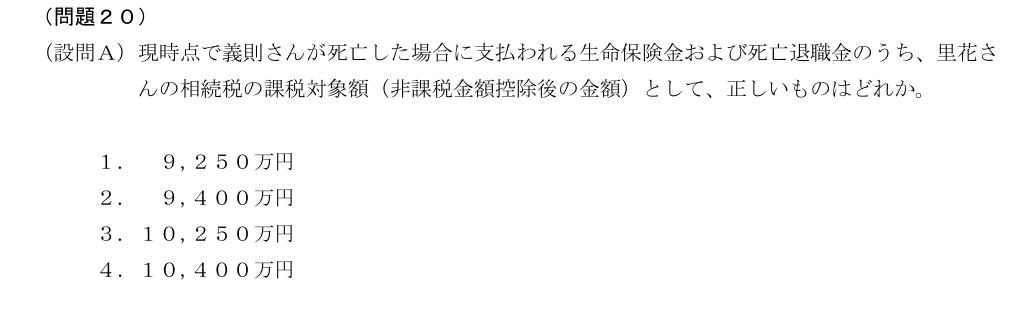 （問題２０）
（設問Ａ）現時点で義則さんが死亡した場合に支払われる生命保険金および死亡退職金のうち、里花さ
んの相続税の課税対象額（非課税金額控除後の金額）として、正しいものはどれか。
１．　９,２５０万円
２．　９,４００万円
３．１０,２５０万円
４．１０,４００万円